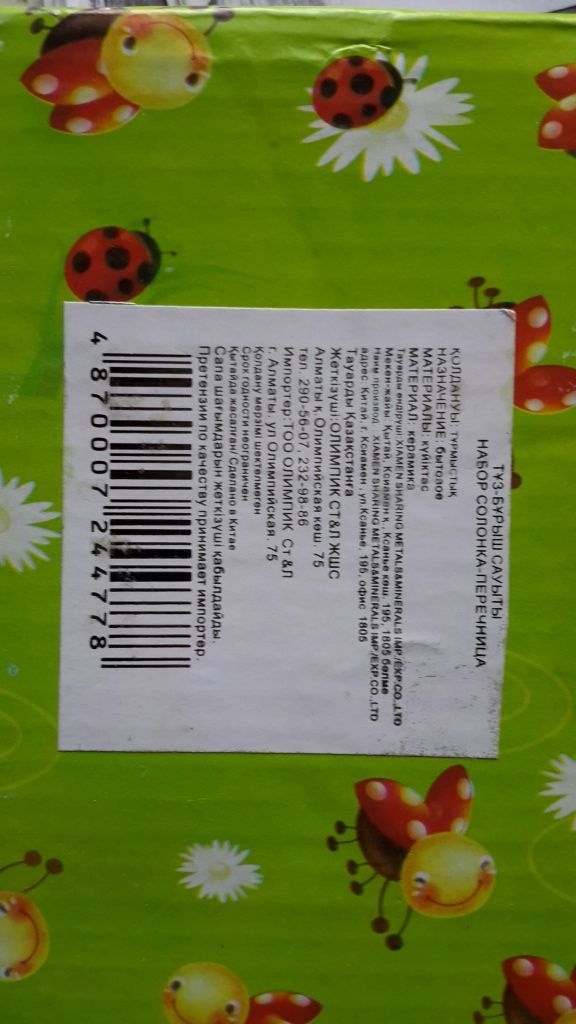 ТҰЗ-БҰРЫШ САУЫТЫ
НАБОР СОЛОНКА-ПЕРЕЧНИЦА
ҚОЛДАНУЫ: тұрмыстық
НАЗНАЧЕНИЕ: бытовое
МАТЕРИАЛЫ: күйіктас
МАТЕРИАЛ: керамика
Тауарды өндіруші: XIAMEN SHARING METALS&MINERALS IMP./EXP.CO.,LTD
Мекен-жайы: Қытай, Ксиамен қ., Ксанье көш. 195, 1805 бөлме
Наим.производ. XIAMEN SHARING METALS&MINERALS IMP./EXP.CO.,LTD
адрес: Китай, г. Ксиамен, ул.Ксанье, 195, офис 1805
Тауарды Қазақстанға
Жеткізуші: ОЛИМПИК СТ&Л ЖШС
Алматы қ, Олимпийская көш. 75
тел. 290-56-07, 232-98-86
Импортер:ТОО ОЛИМПИК Ст &Л
г. Алматы. ул Олимпийская, 75
Қолдану мерзімі шектелмеген
Срок годности неограничен
Қытайда жасалған/ Сделано в Китае
Сапа шағымдарын жеткізуші қабылдайды.
Претензии по качеству принимает импортер.
4 870007 244778